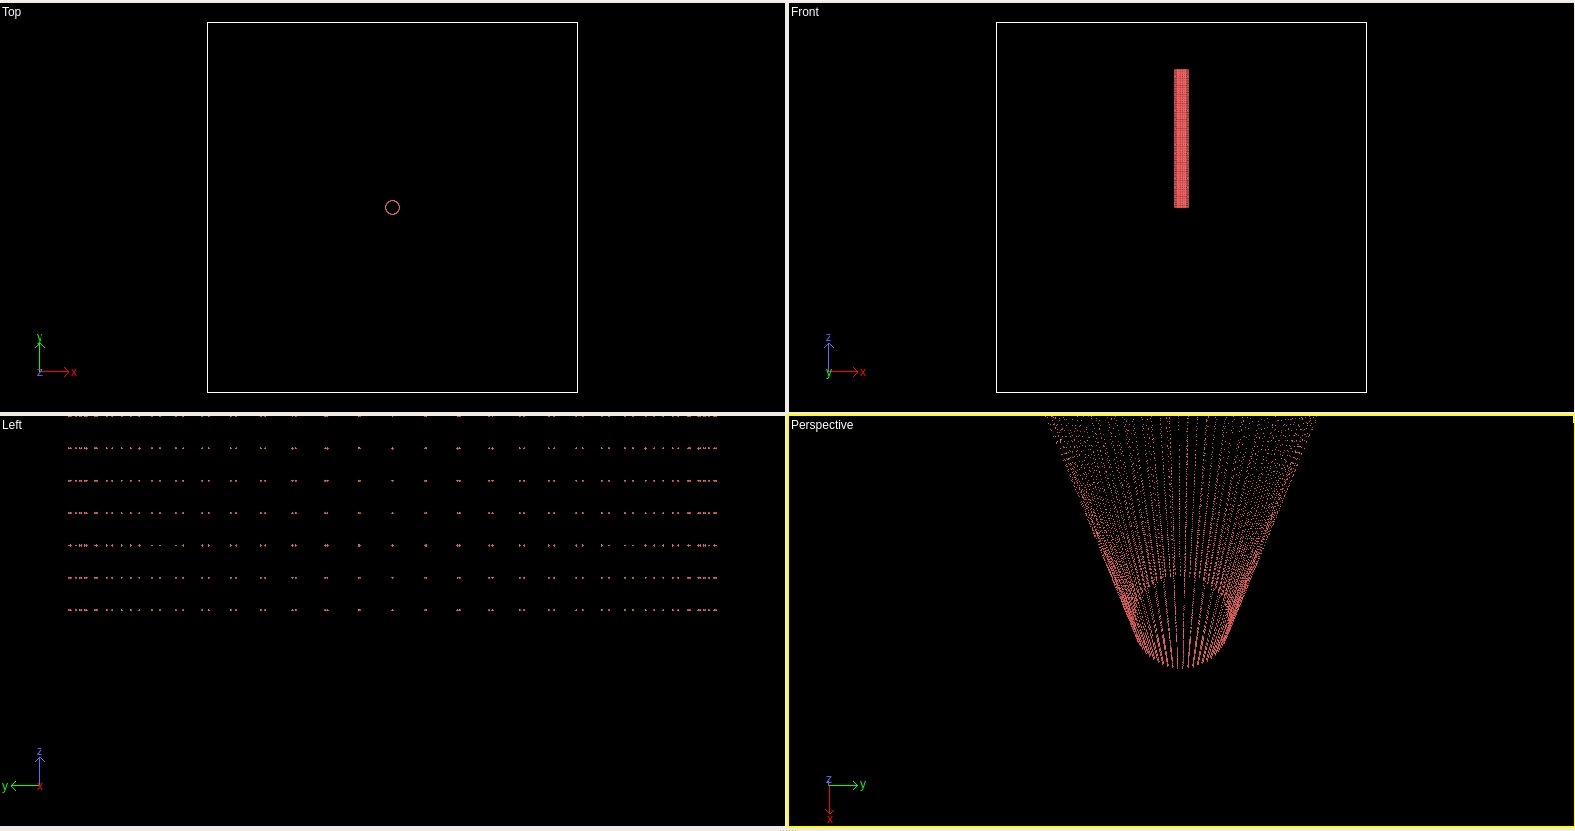 Top
y
z x
Front
z
y x
Left
z
y x
Perspective
z y
x